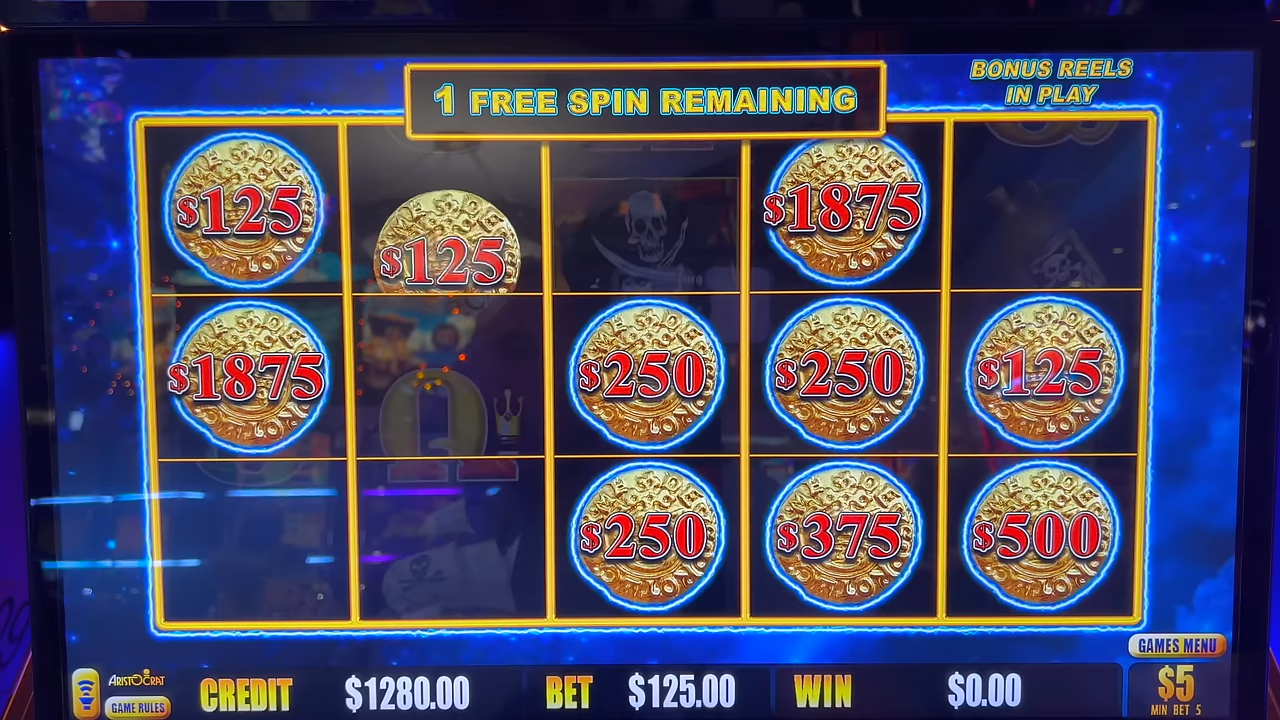 BONUS REELS
IN PLAY
1 FREE SPIN REMAINING
$125
$125
$1875
$1875
$250
$250
$125
$250
$375
$500
GAMES MENU
ARISTOCRAT
GAME RULES
CREDIT $1280.00 BET $125.00 WIN $0.00
$5
MIN BET 5